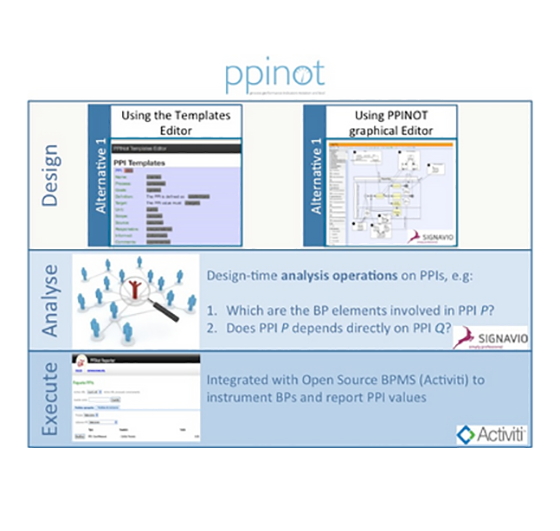 ppinot
Design
Alternative 1
Using the Templates
Editor
PPINOT Templates Editor
PPI Templates
Alternative 1
Using PPINOT
graphical Editor
SIGNAVIO
Analyse
Design-time analysis operations on PPIs, e.g:
1. Which are the BP elements involved in PPI P?
2. Does PPI P depends directly on PPI Q?
SIGNAVIO
Execute
Integrated with Open Source BPMS (Activiti) to
instrument BPs and report PPI values
Activiti